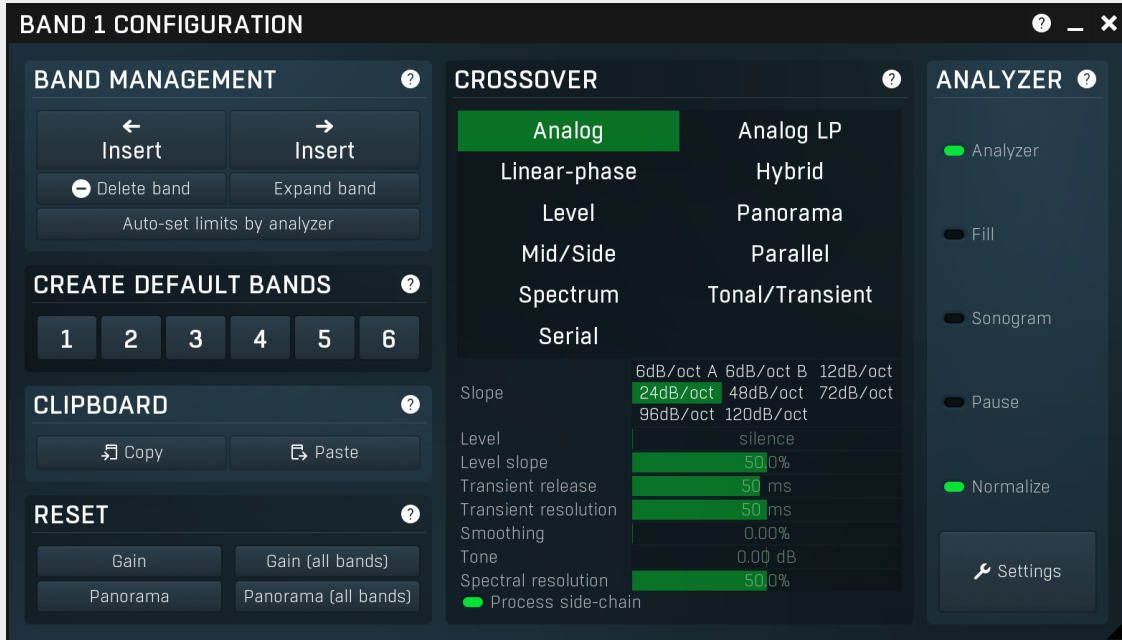 BAND 1 CONFIGURATION
BAND MANAGEMENT
Insert Insert
Delete band Expand band
Auto-set limits by analyzer
CREATE DEFAULT BANDS
1 2 3 4 5 6
CLIPBOARD
Copy Paste
RESET
Gain Gain (all bands)
Panorama Panorama (all bands)
CROSSOVER
Analog Analog LP
Linear-phase Hybrid
Level Panorama
Mid/Side Parallel
Spectrum Tonal/Transient
Serial
6dB/oct A 6dB/oct B 12dB/oct
Slope 24dB/oct 48dB/oct 72dB/oct
96dB/oct 120dB/oct
Level silence
Level slope 50.0%
Transient release 50 ms
Transient resolution 50 ms
Smoothing 0.00%
Tone 0.00 dB
Spectral resolution 50.0%
Process side-chain
ANALYZER
Analyzer
Fill
Sonogram
Pause
Normalize
Settings